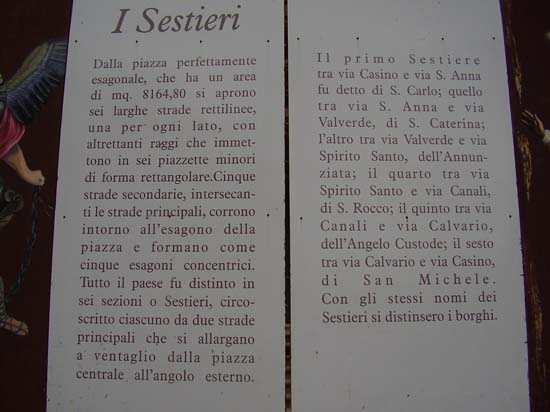 I Sestieri
Dalla piazza perfettamente
esagonale, che ha un area
di mq. 8164,80 si aprono
sei larghe strade rettilinee,
una per ogni lato, con
altrettanti raggi che immet-
tono in sei piazzette minori
di forma rettangolare.Cinque
strade secondarie, intersecan-
ti le strade principali, corrono
intorno all'esagono della
piazza e formano come
cinque esagoni concentrici.
Tutto il paese fu distinto in
sei sezioni o Sestieri, circo-
scritto ciascuno da due strade
principali che si allargano
a ventaglio dalla piazza
centrale all'angolo esterno.
Il primo Sestiere
tra via Casino e via S. Anna
fu detto di S. Carlo; quello
tra via S. Anna e via
Valverde, di S. Caterina;
l'altro tra via Valverde e via
Spirito Santo, dell'Annun-
ziata; il quarto tra via
Spirito Santo e via Canali,
di S. Rocco; il quinto tra via
Canali e via Calvario,
dell'Angelo Custode; il sesto
tra via Calvario e via Casino,
di San Michele.
Con gli stessi nomi dei
Sestieri si distinsero i borghi.